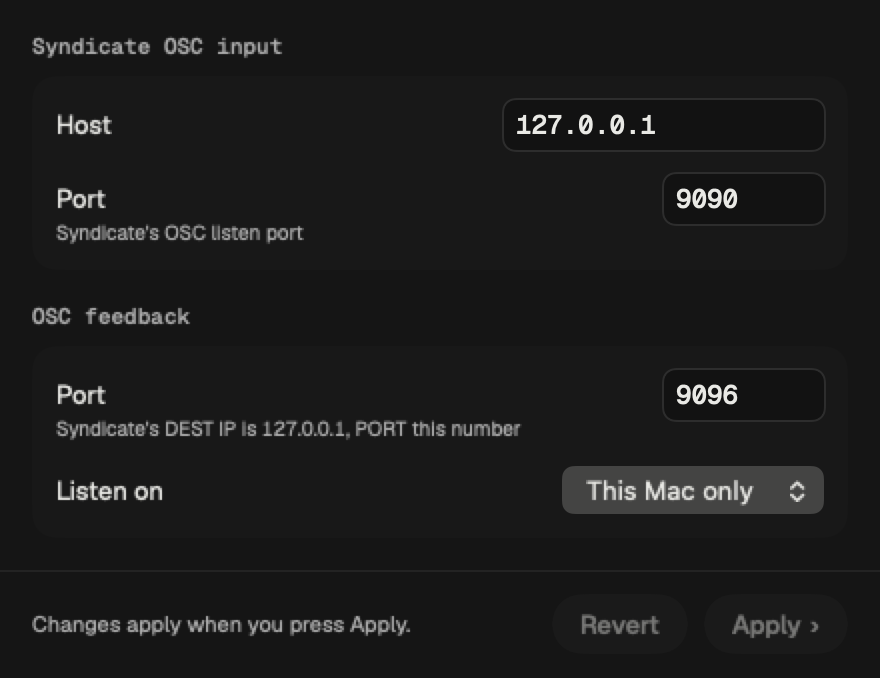 Syndicate OSC input
Host
127.0.0.1
Port
9090
Syndicate's OSC listen port
OSC feedback
Port
9096
Syndicate's DEST IP is 127.0.0.1, PORT this number
Listen on
This Mac only
Changes apply when you press Apply.
Revert
Apply ›